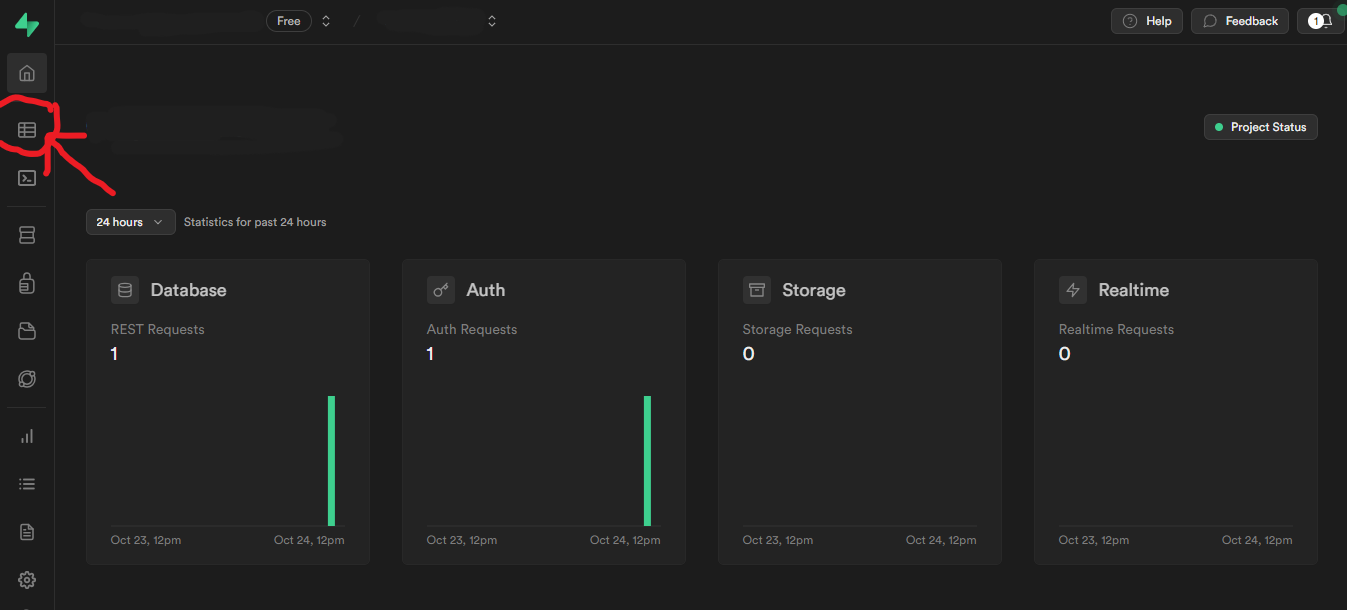 Free
Help
Feedback
1
Project Status
24 hours
Statistics for past 24 hours
Database
REST Requests
1
Oct 23, 12pm
Oct 24, 12pm
Auth
Auth Requests
1
Oct 23, 12pm
Oct 24, 12pm
Storage
Storage Requests
0
Oct 23, 12pm
Oct 24, 12pm
Realtime
Realtime Requests
0
Oct 23, 12pm
Oct 24, 12pm